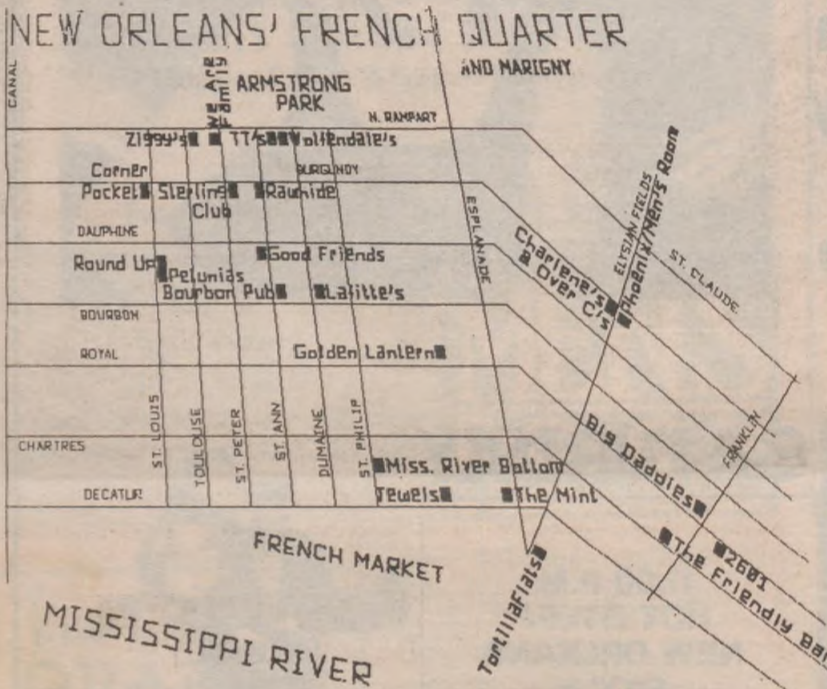 NEW ORLEANS' FRENCH QUARTER
AND MARIGNY
CANAL
We Are
Family
ARMSTRONG
PARK
N. RAMPART
Ziggy's
TT's
Wolfendale's
Corner
Pocket
BURGUNDY
Sterling
Club
Rawhide
DAUPHINE
ESPLANADE
ELYSIAN FIELDS
Phoenix/Men's Room
Charlene's
& Over C's
ST. CLAUDE
Good Friends
Round Up
Petunias
Bourbon Pub
Lafitte's
BOURBON
ROYAL
Golden Lantern
ST. LOUIS
TOULOUSE
ST. PETER
ST. ANN
DUMAINE
ST. PHILIP
CHARTRES
Big Daddies
FRANKLIN
Miss. River Bottom
DECATUR
Jewels
The Mint
FRENCH MARKET
2601
The Friendly Bar
Tortilla Flats
MISSISSIPPI RIVER